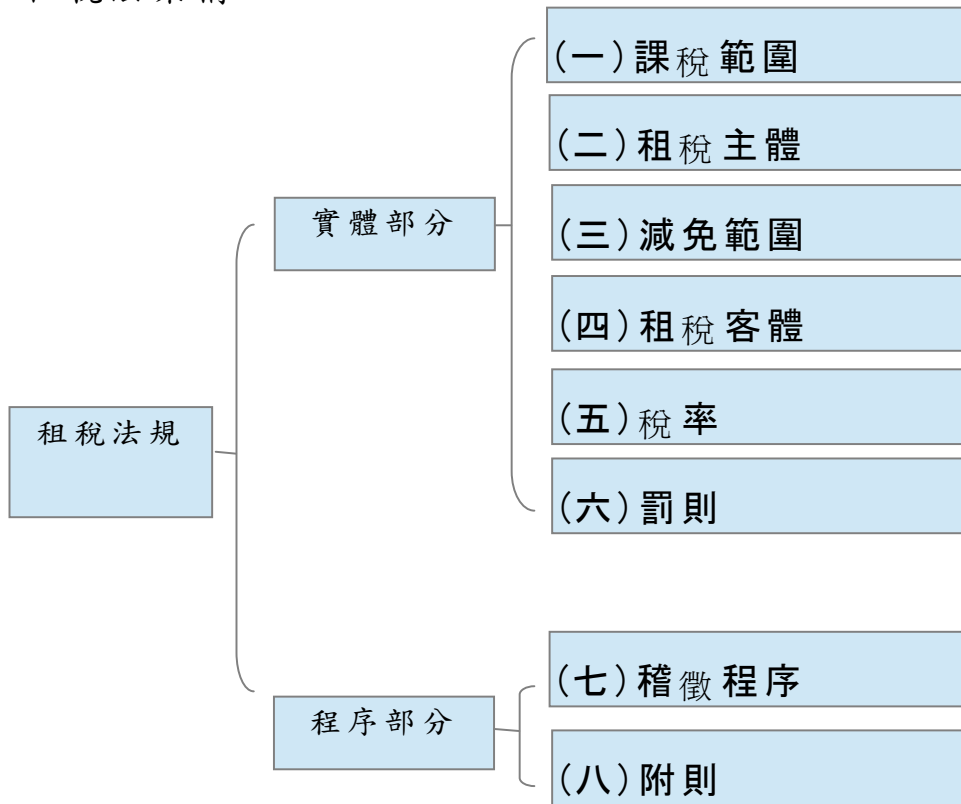 (一)課稅範圍
(二)租稅主體
實體部分
(三)減免範圍
(四)租稅客體
租稅法規
(五)稅率
(六)罰則
(七)稽徵程序
程序部分
(八)附則